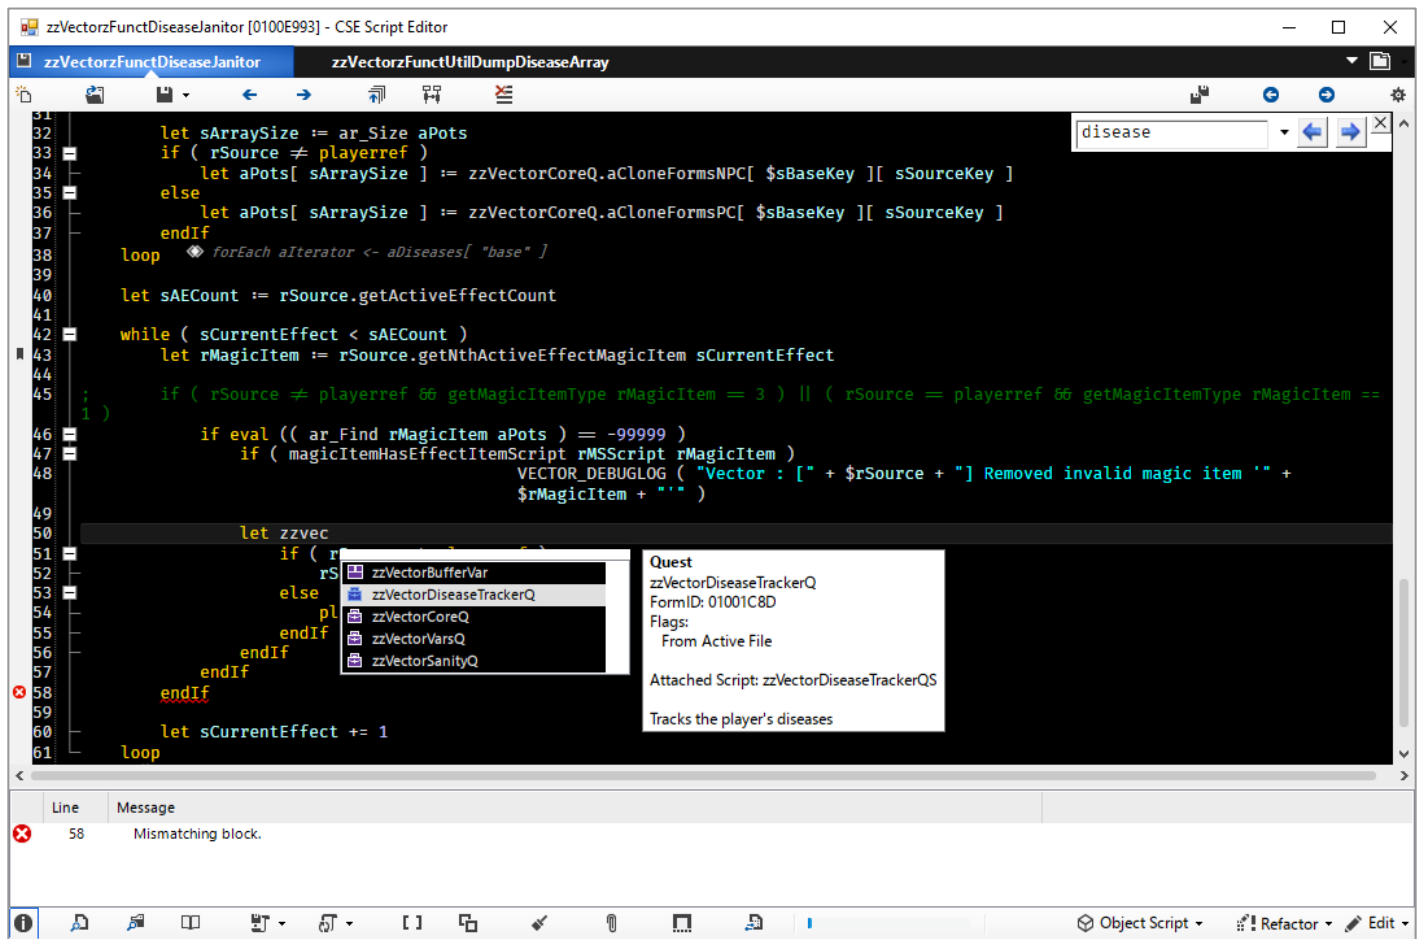 zzVectorzFunctDiseaseJanitor [0100E993] - CSE Script Editor
zzVectorzFunctDiseaseJanitor zzVectorzFunctUtilDumpDiseaseArray
disease
31
32 let sArraySize := ar_Size aPots
33 if ( rSource ≠ playerref )
34 let aPots[ sArraySize ] := zzVectorCoreQ.aCloneFormsNPC[ $sBaseKey ][ sSourceKey ]
35 else
36 let aPots[ sArraySize ] := zzVectorCoreQ.aCloneFormsPC[ $sBaseKey ][ sSourceKey ]
37 endIf
38 loop forEach aIterator <- aDiseases[ "base" ]
39
40 let sAECount := rSource.getActiveEffectCount
41
42 while ( sCurrentEffect < sAECount )
43 let rMagicItem := rSource.getNthActiveEffectMagicItem sCurrentEffect
44
45 ; if ( rSource ≠ playerref && getMagicItemType rMagicItem == 3 ) || ( rSource == playerref && getMagicItemType rMagicItem ==
1 )
46 if eval (( ar_Find rMagicItem aPots ) == -99999 )
47 if ( magicItemHasEffectItemScript rMSScript rMagicItem )
48 VECTOR_DEBUGLOG ( "Vector : [" + $rSource + "] Removed invalid magic item '" +
$rMagicItem + "'" )
49
50 let zzvec
51 if (
52 rS
53 else
54 pl
55 endIf
56 endIf
57 endIf
58 endIf
59
60 let sCurrentEffect += 1
61 loop
zzVectorBufferVar
zzVectorDiseaseTrackerQ
zzVectorCoreQ
zzVectorVarsQ
zzVectorSanityQ
Quest
zzVectorDiseaseTrackerQ
FormID: 01001C8D
Flags:
From Active File
Attached Script: zzVectorDiseaseTrackerQS
Tracks the player's diseases
Line Message
58 Mismatching block.
Object Script Refactor Edit